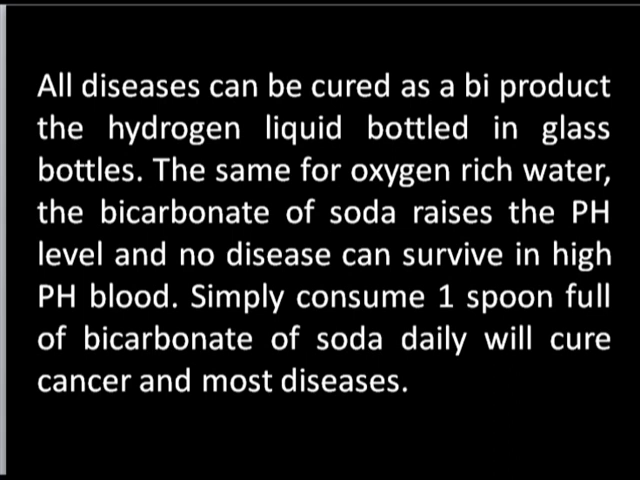 All diseases can be cured as a bi product
the hydrogen liquid bottled in glass
bottles. The same for oxygen rich water,
the bicarbonate of soda raises the PH
level and no disease can survive in high
PH blood. Simply consume 1 spoon full
of bicarbonate of soda daily will cure
cancer and most diseases.